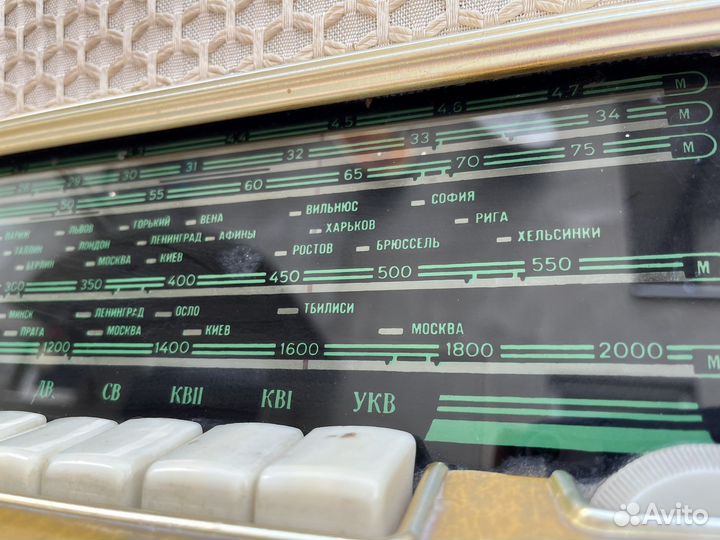 4.4 4.5 4.6 4.7 М
28 29 30 31 32 33 34 М
50 55 60 65 70 75 М
ПАРИЖ ЛЬВОВ ГОРЬКИЙ ВЕНА ВИЛЬНЮС СОФИЯ
ТАЛЛИН ЛОНДОН ЛЕНИНГРАД АФИНЫ ХАРЬКОВ РИГА
БЕРЛИН МОСКВА КИЕВ РОСТОВ БРЮССЕЛЬ ХЕЛЬСИНКИ
300 350 400 450 500 550 М
МИНСК ЛЕНИНГРАД ОСЛО ТБИЛИСИ
ПРАГА МОСКВА КИЕВ МОСКВА
1200 1400 1600 1800 2000 М
ДВ СВ КВII КВI УКВ
Avito